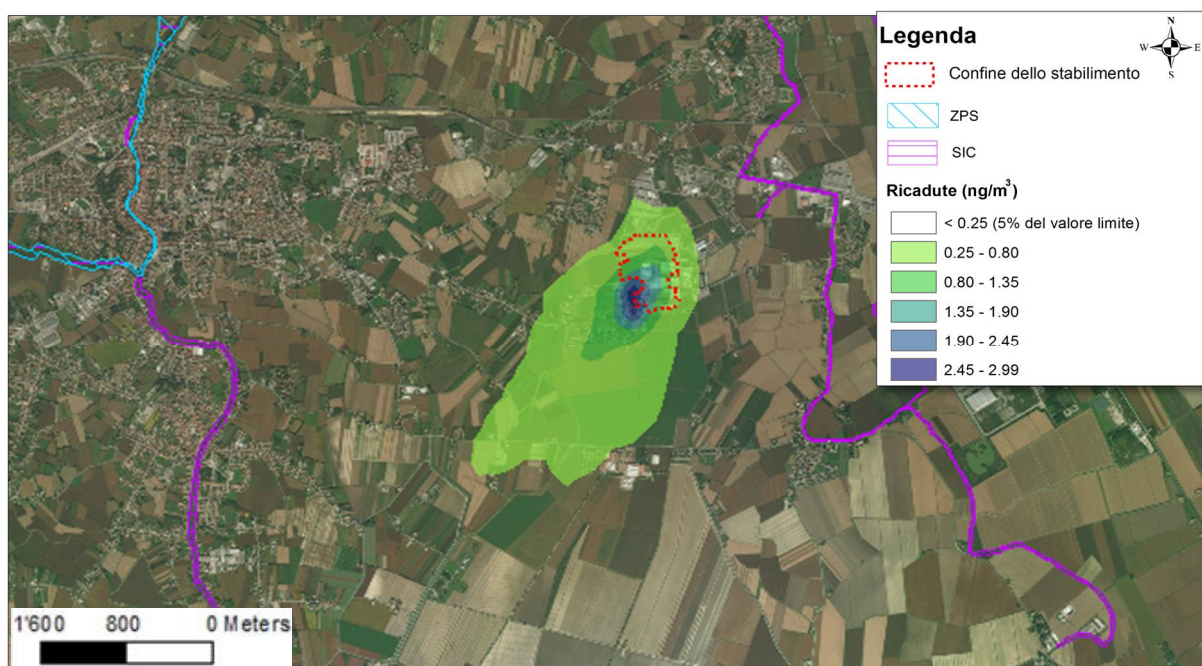 Legenda
N
W E
S
Confine dello stabilimento
ZPS
SIC
Ricadute (ng/m³)
< 0.25 (5% del valore limite)
0.25 - 0.80
0.80 - 1.35
1.35 - 1.90
1.90 - 2.45
2.45 - 2.99
1'600 800 0 Meters